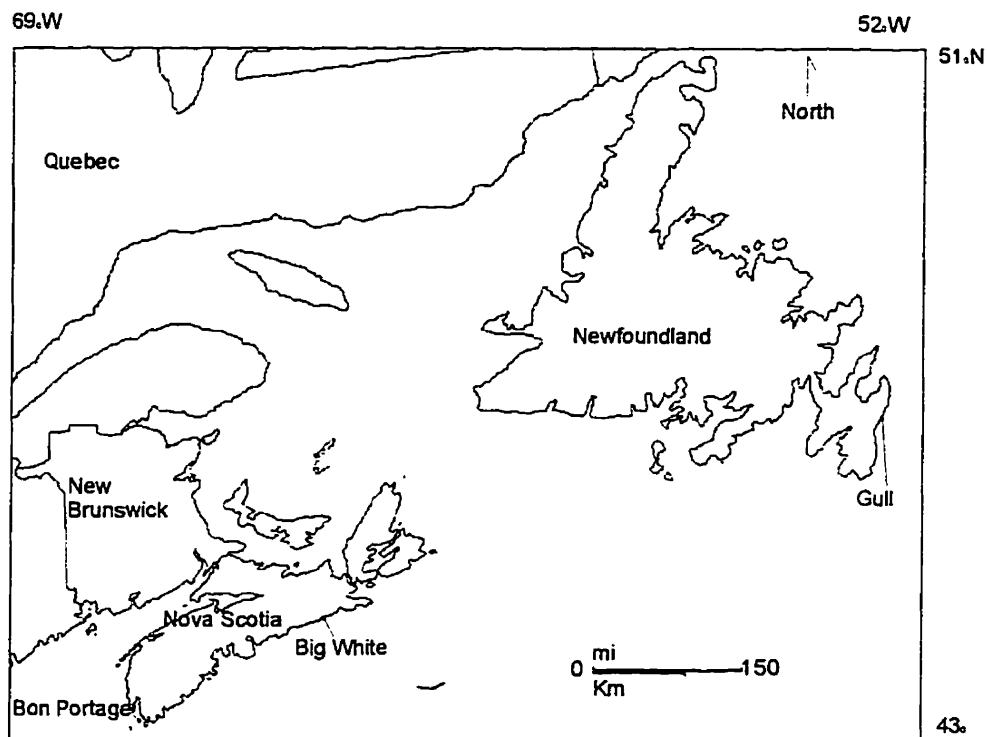 69°W
52°W
51°N
North
Quebec
Newfoundland
New
Brunswick
Gull
Nova Scotia
Big White
mi
0 150
Km
Bon Portage
43°